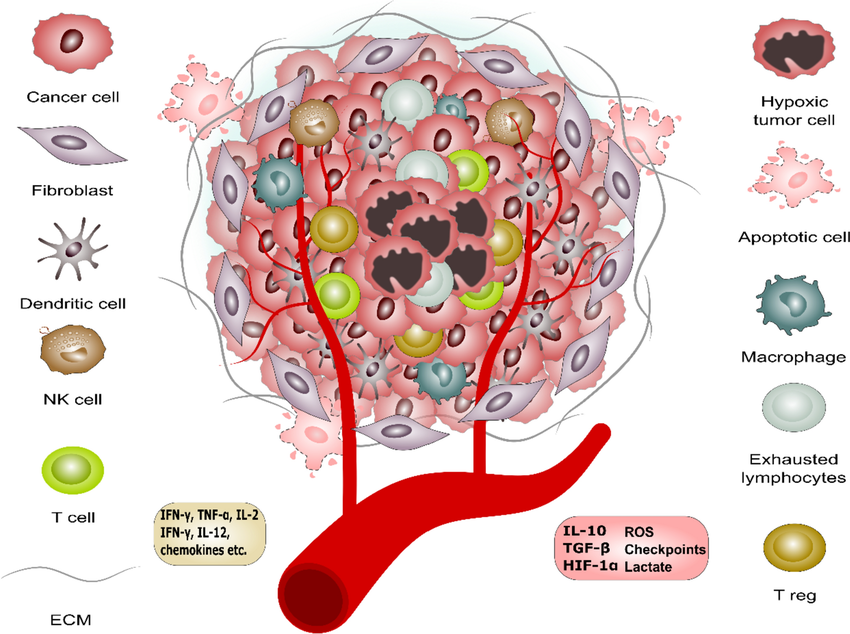 Cancer cell
Fibroblast
Dendritic cell
NK cell
T cell
ECM
IFN-γ, TNF-α, IL-2
IFN-γ, IL-12,
chemokines etc.
IL-10 ROS
TGF-β Checkpoints
HIF-1α Lactate
Hypoxic
tumor cell
Apoptotic cell
Macrophage
Exhausted
lymphocytes
T reg